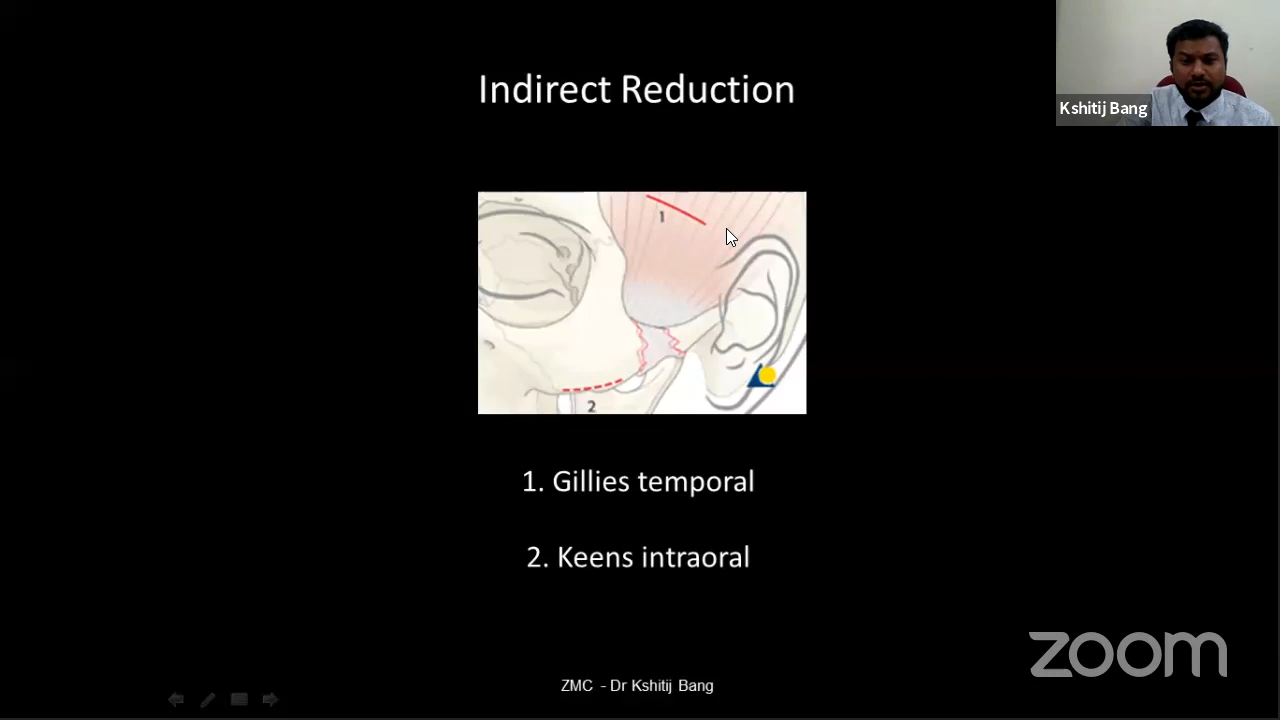 Indirect Reduction
Kshitij Bang
1
2
1. Gillies temporal
2. Keens intraoral
zoom
ZMC - Dr Kshitij Bang